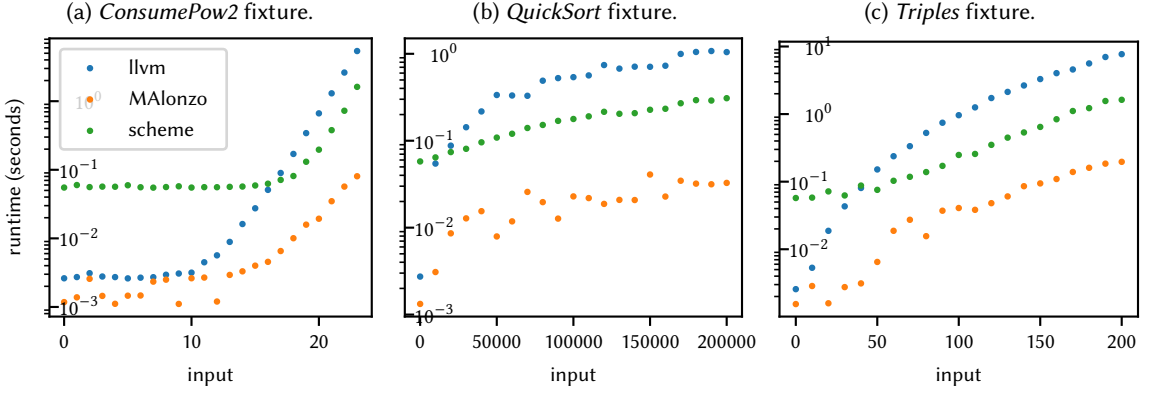 (a) ConsumePow2 fixture.
(b) QuickSort fixture.
(c) Triples fixture.
runtime (seconds)
llvm
MAlonzo
scheme
10⁰
10⁻¹
10⁻²
10⁻³
0 10 20
input
10⁰
10⁻¹
10⁻²
10⁻³
0 50000 100000 150000 200000
input
10¹
10⁰
10⁻¹
10⁻²
0 50 100 150 200
input